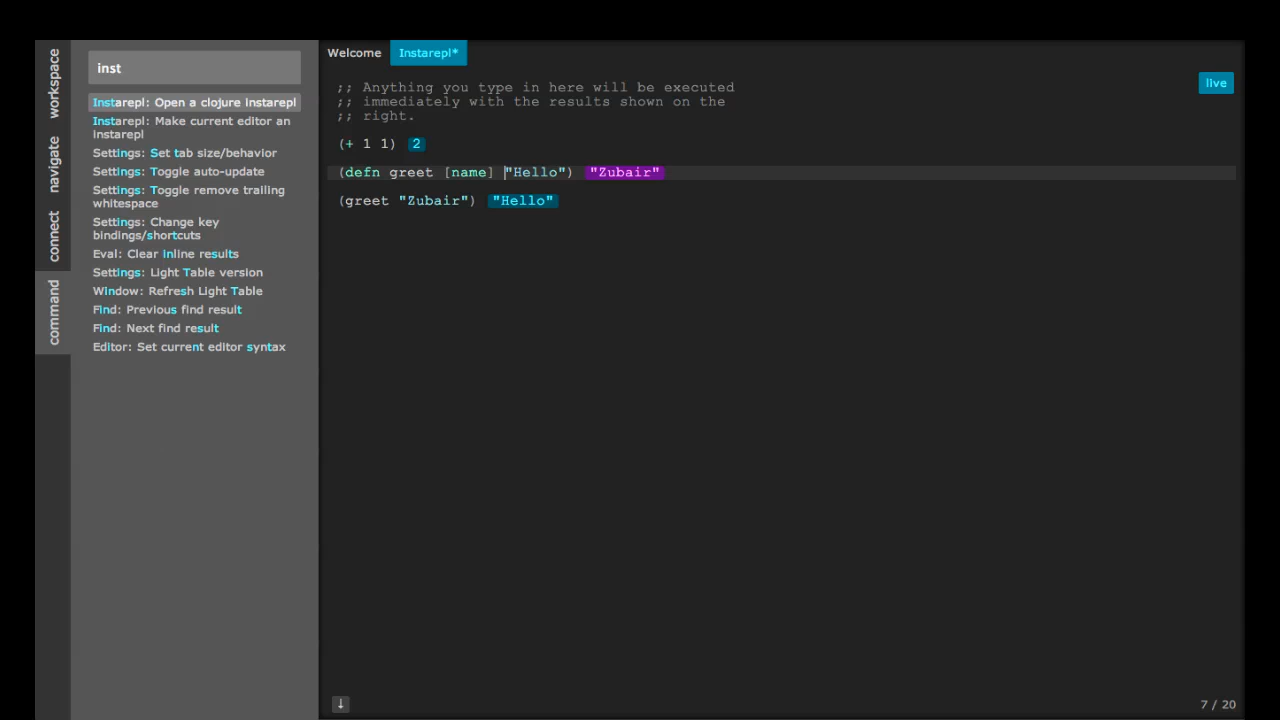 workspace
navigate
connect
command
inst
Instarepl: Open a clojure instarepl
Instarepl: Make current editor an
instarepl
Settings: Set tab size/behavior
Settings: Toggle auto-update
Settings: Toggle remove trailing
whitespace
Settings: Change key
bindings/shortcuts
Eval: Clear inline results
Settings: Light Table version
Window: Refresh Light Table
Find: Previous find result
Find: Next find result
Editor: Set current editor syntax
Welcome Instarepl*
live
;; Anything you type in here will be executed
;; immediately with the results shown on the
;; right.
(+ 1 1) 2
(defn greet [name] "Hello") "Zubair"
(greet "Zubair") "Hello"
↓ 7 / 20